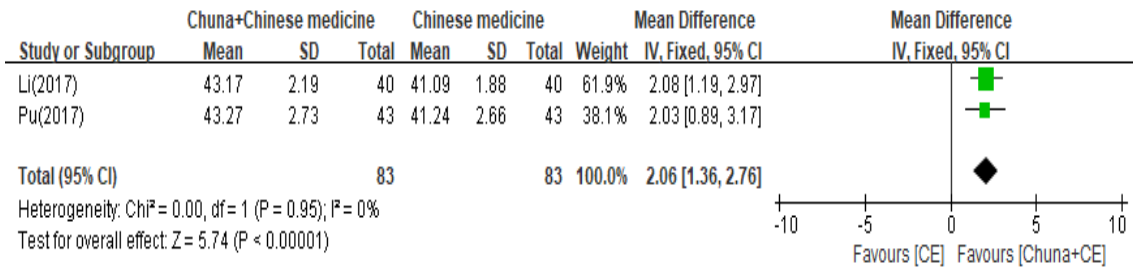 Chuna+Chinese medicine Chinese medicine Mean Difference Mean Difference
Study or Subgroup Mean SD Total Mean SD Total Weight IV, Fixed, 95% CI IV, Fixed, 95% CI
Li(2017) 43.17 2.19 40 41.09 1.88 40 61.9% 2.08 [1.19, 2.97]
Pu(2017) 43.27 2.73 43 41.24 2.66 43 38.1% 2.03 [0.89, 3.17]
Total (95% CI) 83 83 100.0% 2.06 [1.36, 2.76]
Heterogeneity: Chi² = 0.00, df = 1 (P = 0.95); I² = 0%
Test for overall effect: Z = 5.74 (P < 0.00001)
-10 -5 0 5 10
Favours [CE] Favours [Chuna+CE]